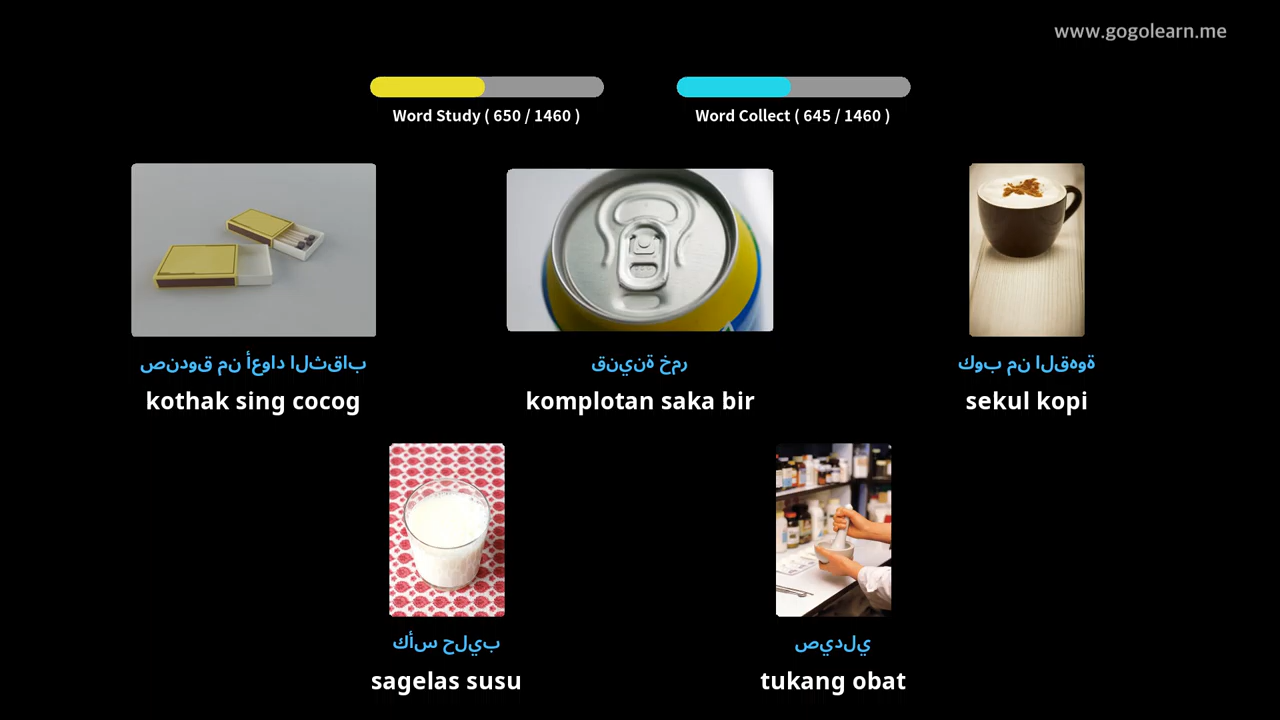 www.gogolearn.me
Word Study ( 650 / 1460 )
Word Collect ( 645 / 1460 )
صندوق من أعواد الثقاب
kothak sing cocog
قنينة خمر
komplotan saka bir
كوب من القهوة
sekul kopi
كأس حليب
sagelas susu
صيدلي
tukang obat